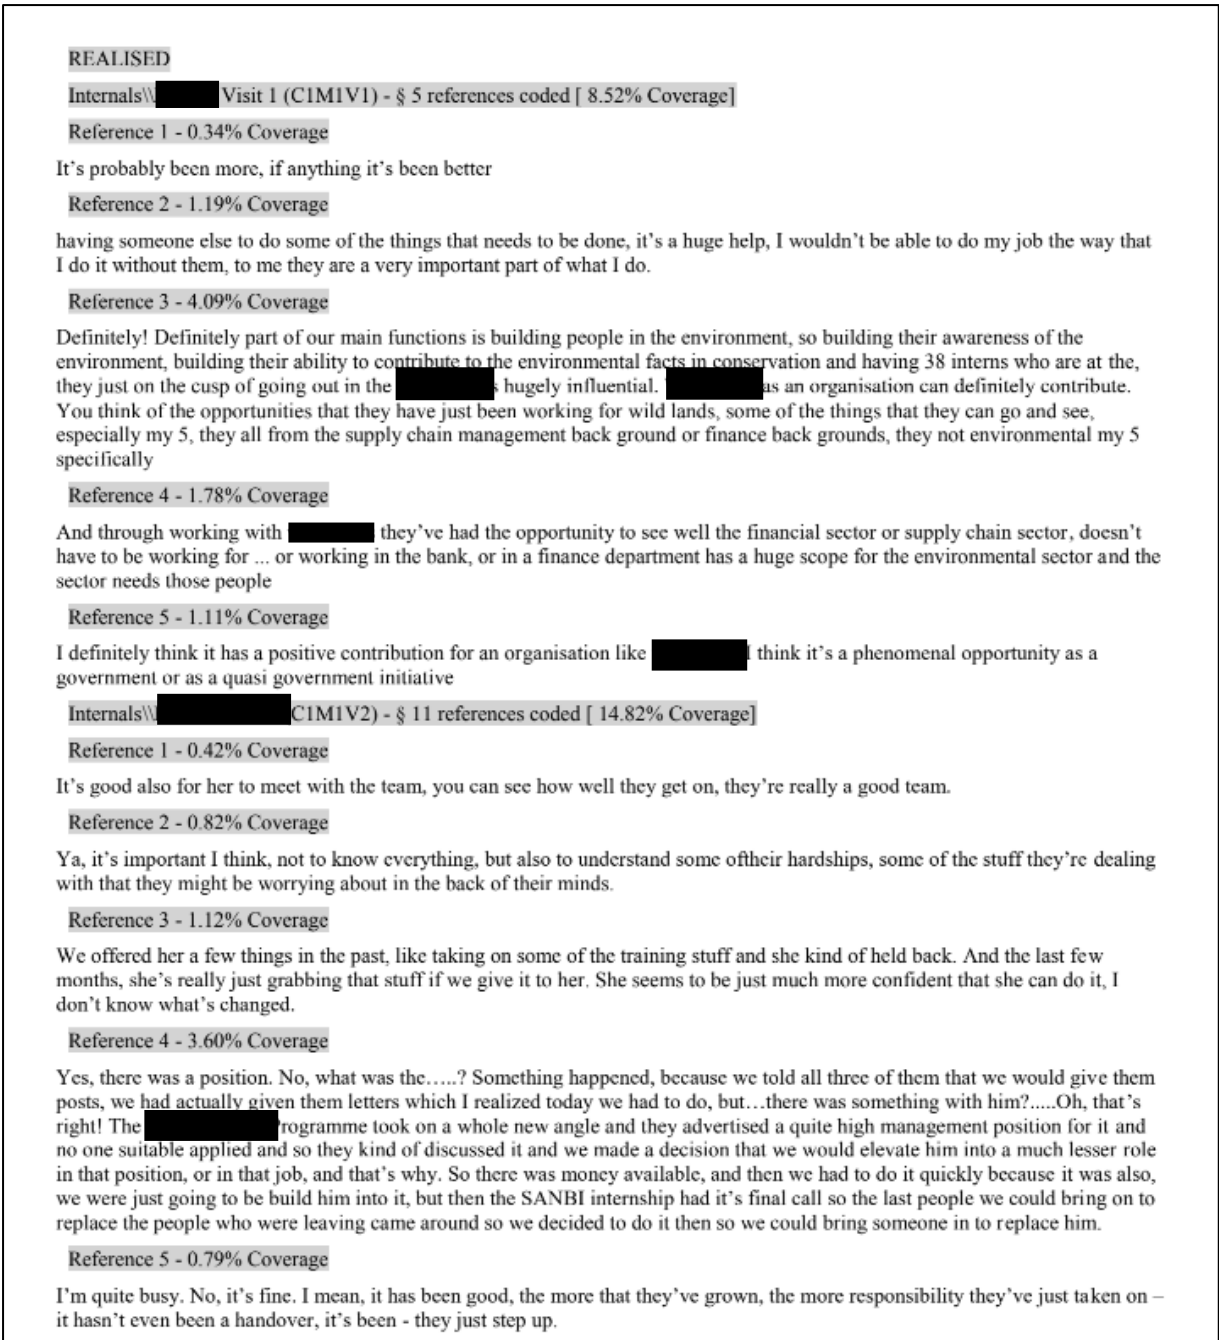 REALISED
Internals\\ Visit 1 (C1M1V1) - § 5 references coded [ 8.52% Coverage]
Reference 1 - 0.34% Coverage
It's probably been more, if anything it's been better
Reference 2 - 1.19% Coverage
having someone else to do some of the things that needs to be done, it's a huge help, I wouldn't be able to do my job the way that
I do it without them, to me they are a very important part of what I do.
Reference 3 - 4.09% Coverage
Definitely! Definitely part of our main functions is building people in the environment, so building their awareness of the
environment, building their ability to contribute to the environmental facts in conservation and having 38 interns who are at the,
they just on the cusp of going out in the hugely influential. as an organisation can definitely contribute.
You think of the opportunities that they have just been working for wild lands, some of the things that they can go and see,
especially my 5, they all from the supply chain management back ground or finance back grounds, they not environmental my 5
specifically
Reference 4 - 1.78% Coverage
And through working with they've had the opportunity to see well the financial sector or supply chain sector, doesn't
have to be working for ... or working in the bank, or in a finance department has a huge scope for the environmental sector and the
sector needs those people
Reference 5 - 1.11% Coverage
I definitely think it has a positive contribution for an organisation like I think it's a phenomenal opportunity as a
government or as a quasi government initiative
Internals\\ C1M1V2) - § 11 references coded [ 14.82% Coverage]
Reference 1 - 0.42% Coverage
It's good also for her to meet with the team, you can see how well they get on, they're really a good team.
Reference 2 - 0.82% Coverage
Ya, it's important I think, not to know everything, but also to understand some oftheir hardships, some of the stuff they're dealing
with that they might be worrying about in the back of their minds.
Reference 3 - 1.12% Coverage
We offered her a few things in the past, like taking on some of the training stuff and she kind of held back. And the last few
months, she's really just grabbing that stuff if we give it to her. She seems to be just much more confident that she can do it, I
don't know what's changed.
Reference 4 - 3.60% Coverage
Yes, there was a position. No, what was the…..? Something happened, because we told all three of them that we would give them
posts, we had actually given them letters which I realized today we had to do, but…there was something with him?.....Oh, that's
right! The rogramme took on a whole new angle and they advertised a quite high management position for it and
no one suitable applied and so they kind of discussed it and we made a decision that we would elevate him into a much lesser role
in that position, or in that job, and that's why. So there was money available, and then we had to do it quickly because it was also,
we were just going to be build him into it, but then the SANBI internship had it's final call so the last people we could bring on to
replace the people who were leaving came around so we decided to do it then so we could bring someone in to replace him.
Reference 5 - 0.79% Coverage
I'm quite busy. No, it's fine. I mean, it has been good, the more that they've grown, the more responsibility they've just taken on –
it hasn't even been a handover, it's been - they just step up.